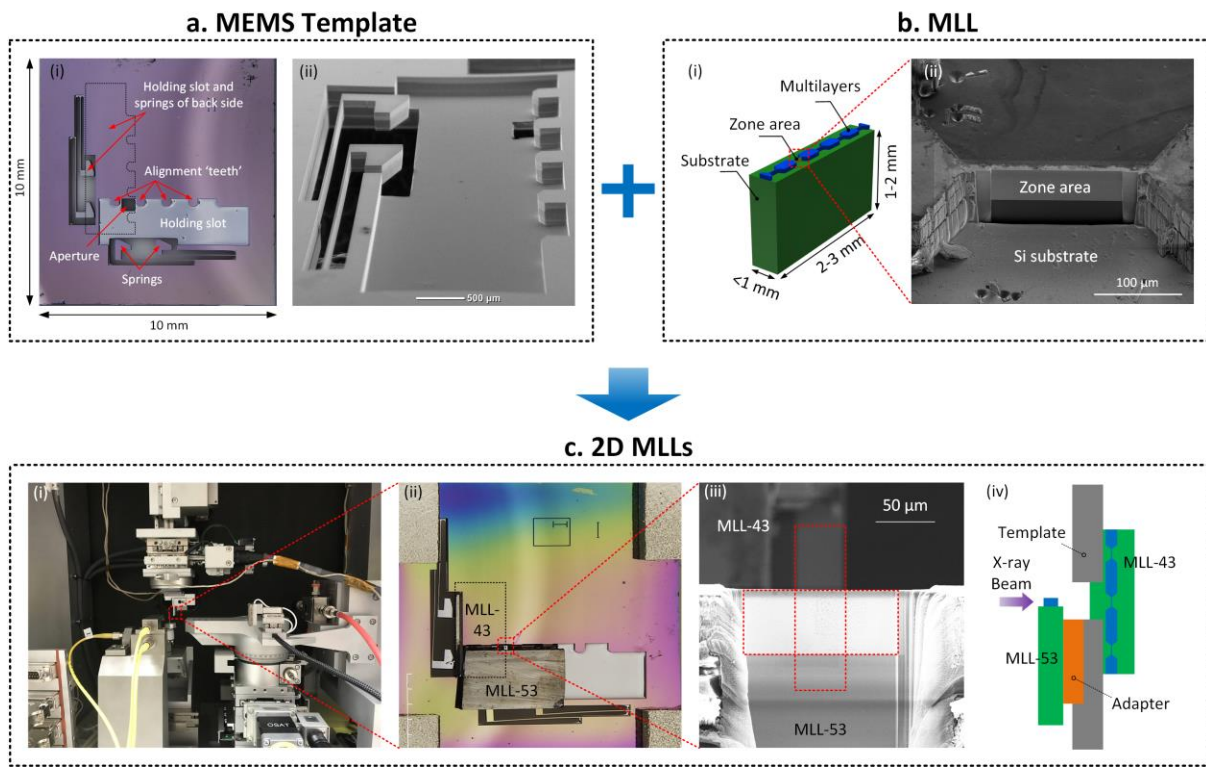 a. MEMS Template
b. MLL
(i)
Holding slot and
springs of back side
Alignment ‘teeth’
Holding slot
Aperture
Springs
10 mm
10 mm
(ii)
500 µm
(i)
Multilayers
Zone area
Substrate
1-2 mm
2-3 mm
<1 mm
(ii)
Zone area
Si substrate
100 µm
c. 2D MLLs
(i)
OSAT
(ii)
MLL-
43
MLL-53
(iii)
MLL-43
50 µm
MLL-53
(iv)
Template
MLL-43
X-ray
Beam
MLL-53
Adapter